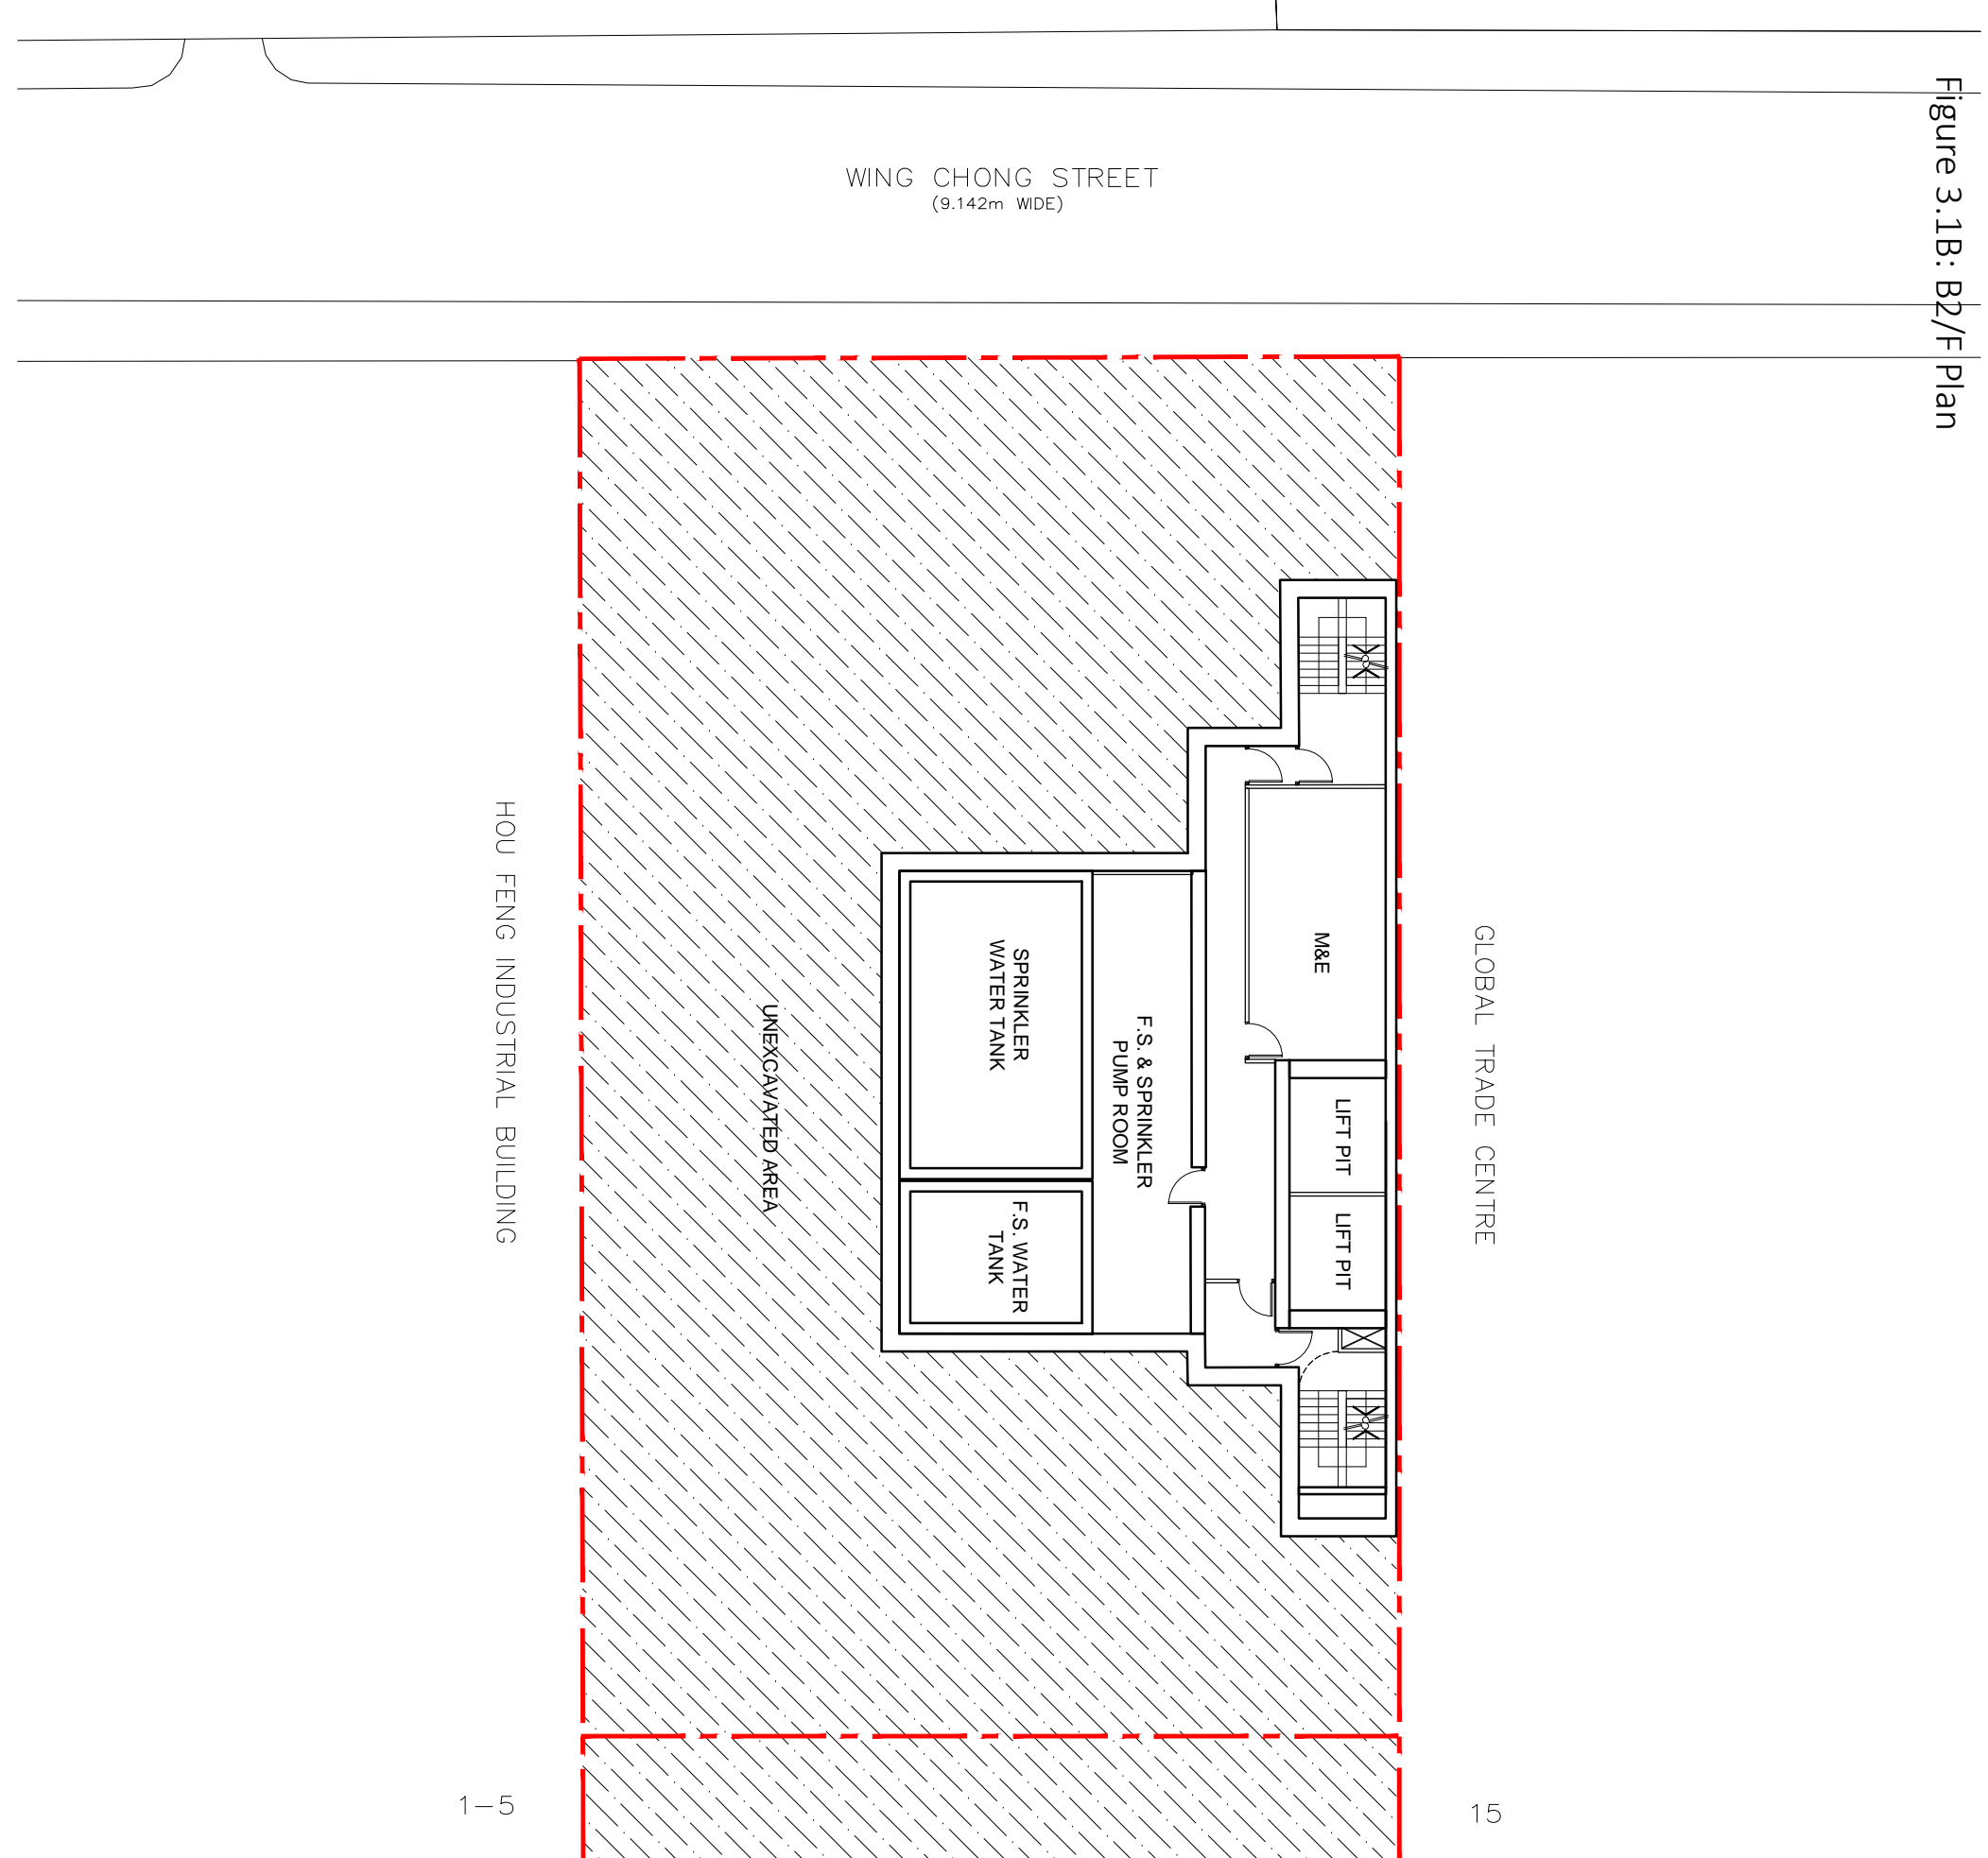 Figure 3.1B: B2/F Plan
WING CHONG STREET
(9.142m WIDE)
HOU FENG INDUSTRIAL BUILDING
UNEXCAVATED AREA
SPRINKLER
WATER TANK
F.S. WATER
TANK
F.S. & SPRINKLER
PUMP ROOM
M&E
LIFT PIT
LIFT PIT
GLOBAL TRADE CENTRE
1-5
15